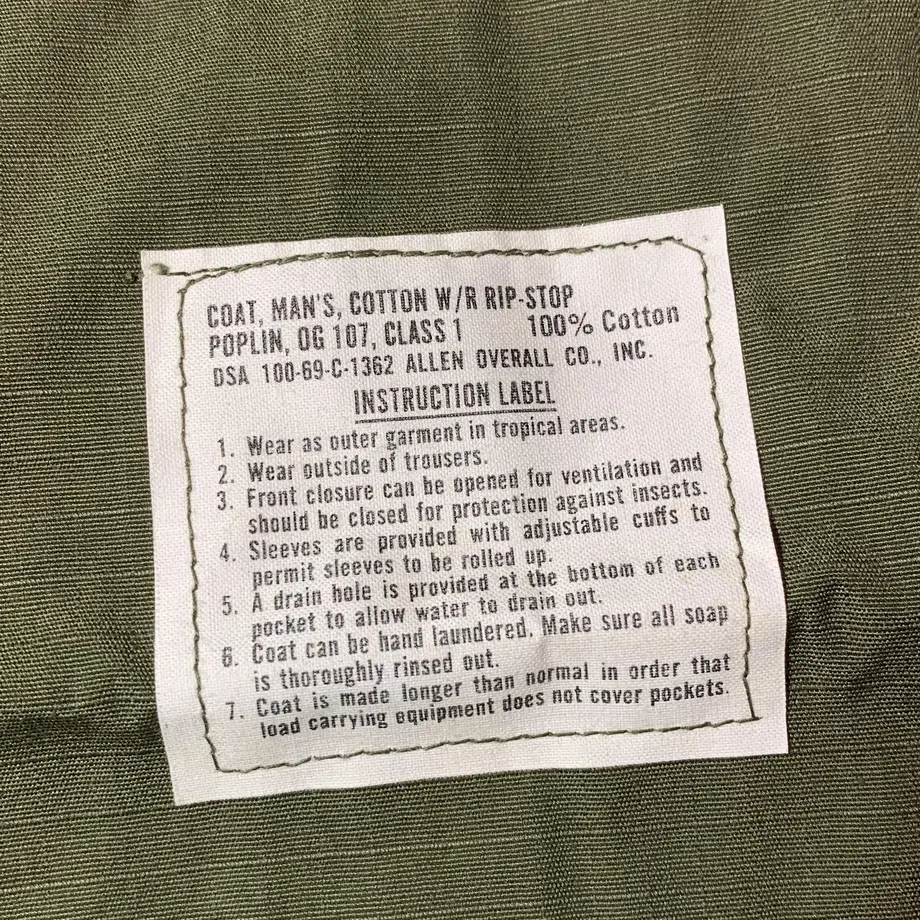 COAT, MAN'S, COTTON W/R RIP-STOP
POPLIN, OG 107, CLASS 1 100% Cotton
DSA 100-69-C-1362 ALLEN OVERALL CO., INC.
INSTRUCTION LABEL
1. Wear as outer garment in tropical areas.
2. Wear outside of trousers.
3. Front closure can be opened for ventilation and
should be closed for protection against insects.
4. Sleeves are provided with adjustable cuffs to
permit sleeves to be rolled up.
5. A drain hole is provided at the bottom of each
pocket to allow water to drain out.
6. Coat can be hand laundered. Make sure all soap
is thoroughly rinsed out.
7. Coat is made longer than normal in order that
load carrying equipment does not cover pockets.